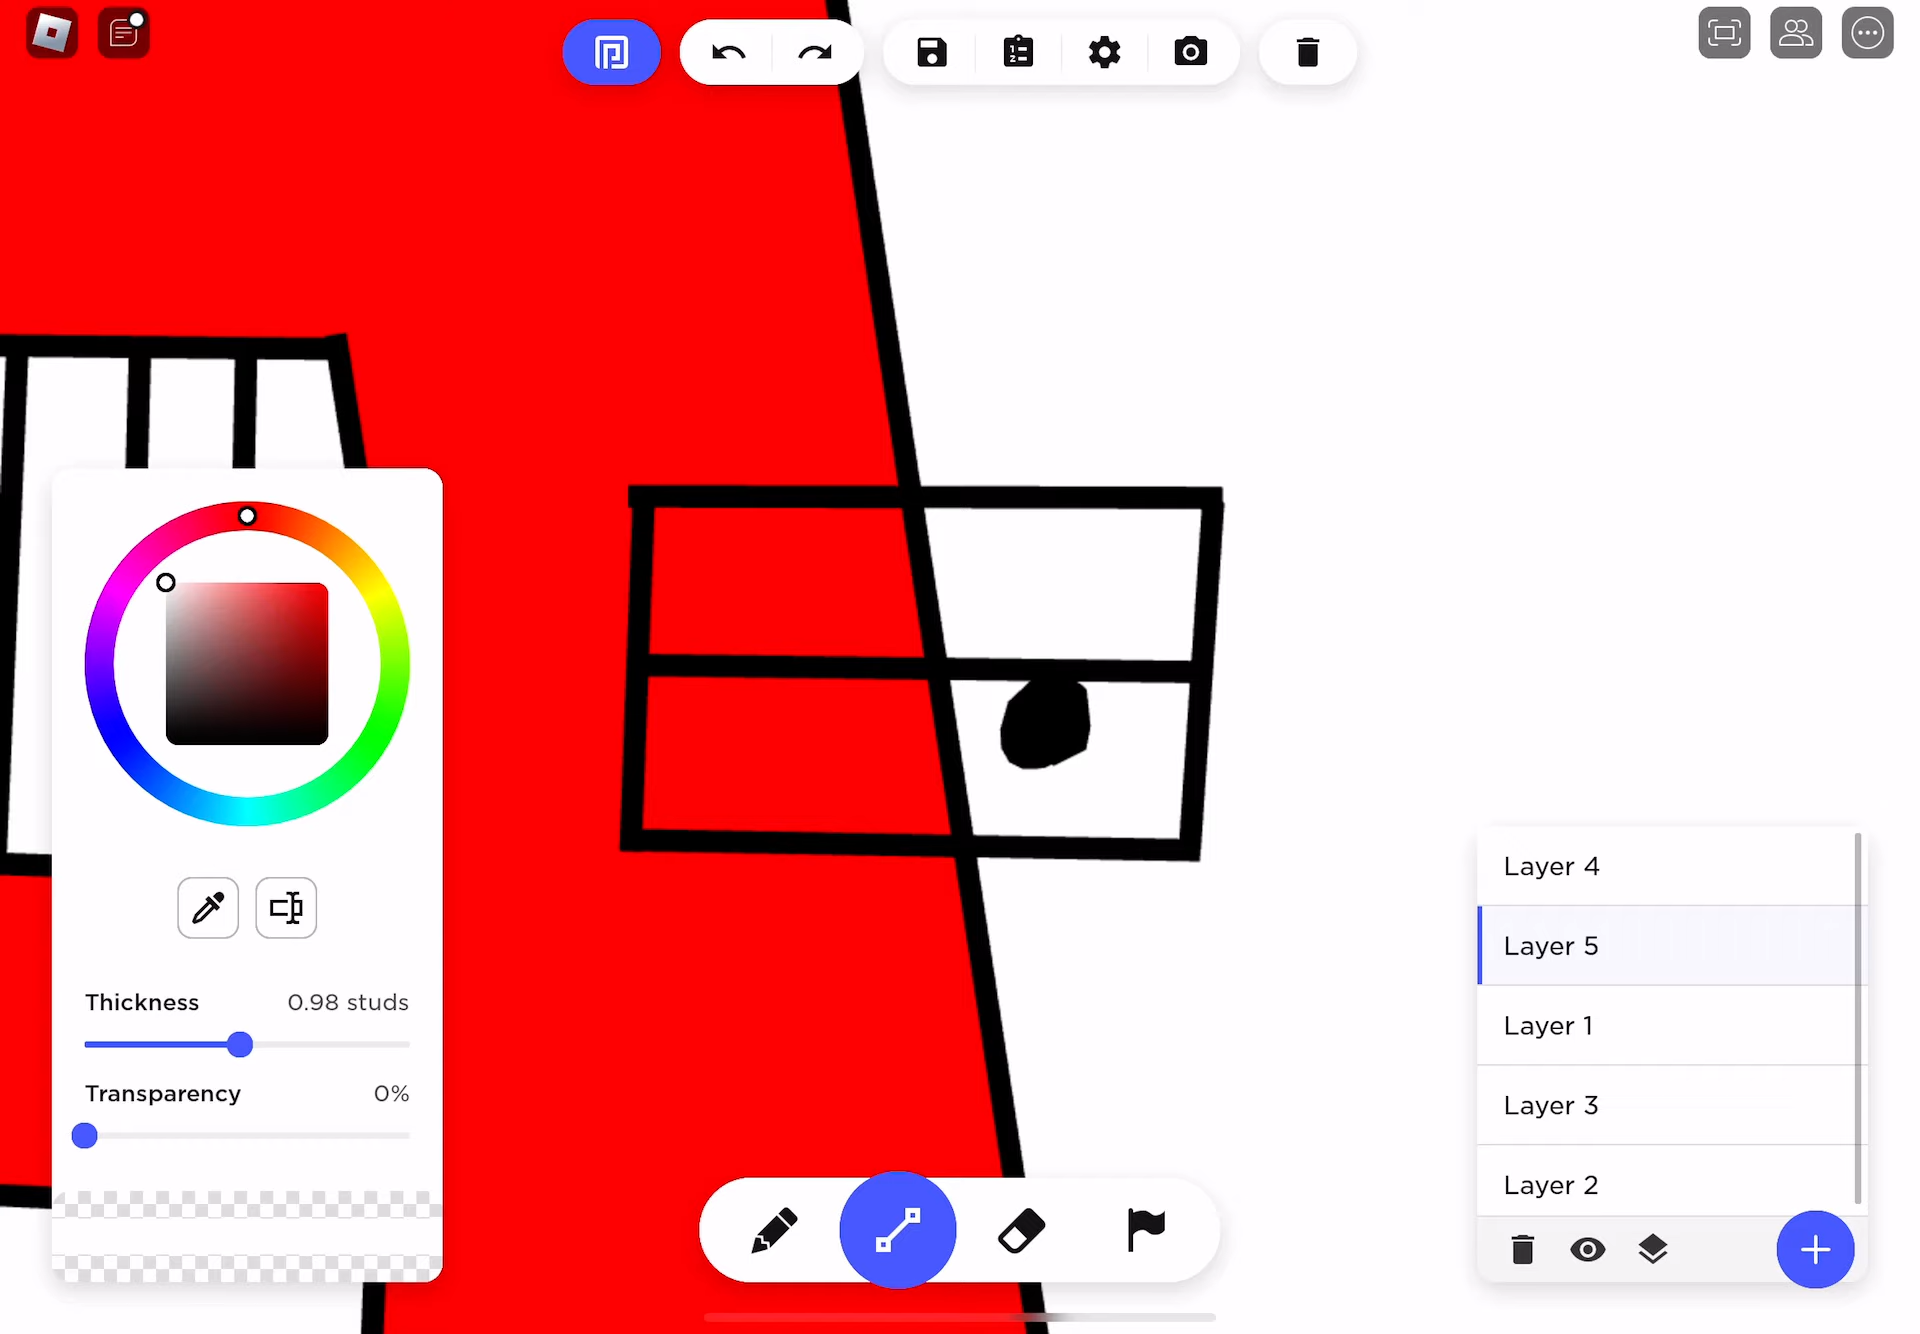 Thickness 0.98 studs
Transparency 0%
Layer 4
Layer 5
Layer 1
Layer 3
Layer 2